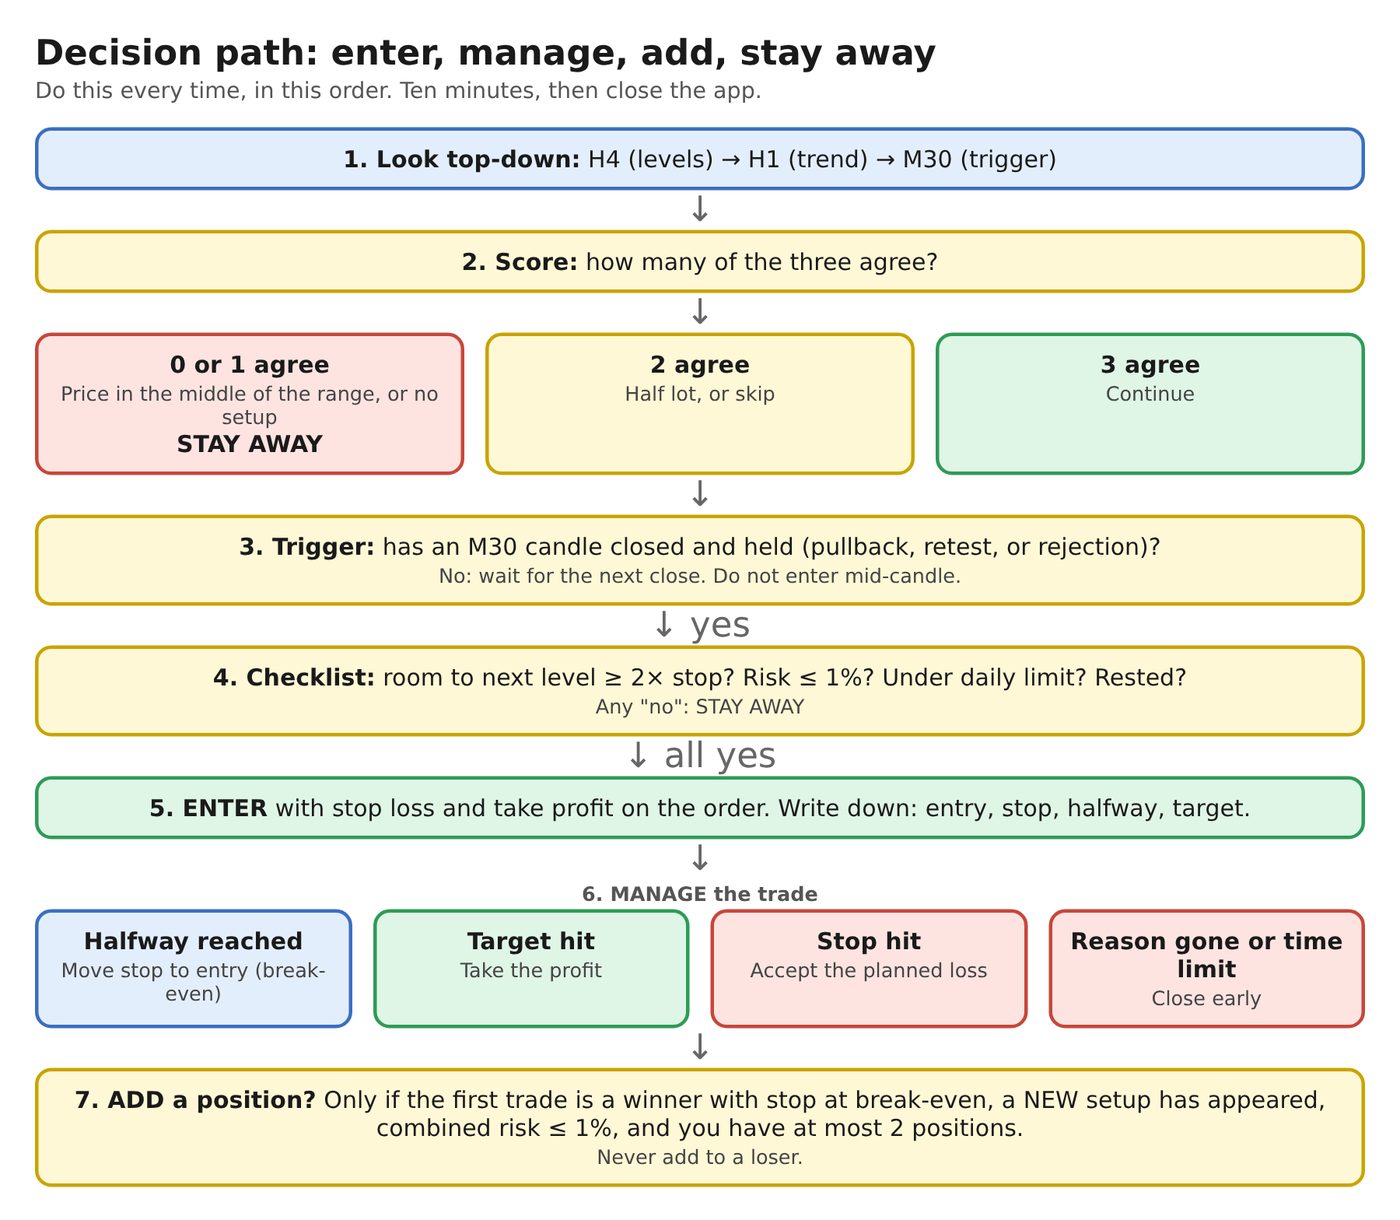 Decision path: enter, manage, add, stay away
Do this every time, in this order. Ten minutes, then close the app.
1. Look top-down: H4 (levels) → H1 (trend) → M30 (trigger)
↓
2. Score: how many of the three agree?
↓
0 or 1 agree
Price in the middle of the range, or no
setup
STAY AWAY
2 agree
Half lot, or skip
3 agree
Continue
↓
3. Trigger: has an M30 candle closed and held (pullback, retest, or rejection)?
No: wait for the next close. Do not enter mid-candle.
↓ yes
4. Checklist: room to next level ≥ 2× stop? Risk ≤ 1%? Under daily limit? Rested?
Any "no": STAY AWAY
↓ all yes
5. ENTER with stop loss and take profit on the order. Write down: entry, stop, halfway, target.
↓
6. MANAGE the trade
Halfway reached
Move stop to entry (break-
even)
Target hit
Take the profit
Stop hit
Accept the planned loss
Reason gone or time
limit
Close early
↓
7. ADD a position? Only if the first trade is a winner with stop at break-even, a NEW setup has appeared,
combined risk ≤ 1%, and you have at most 2 positions.
Never add to a loser.